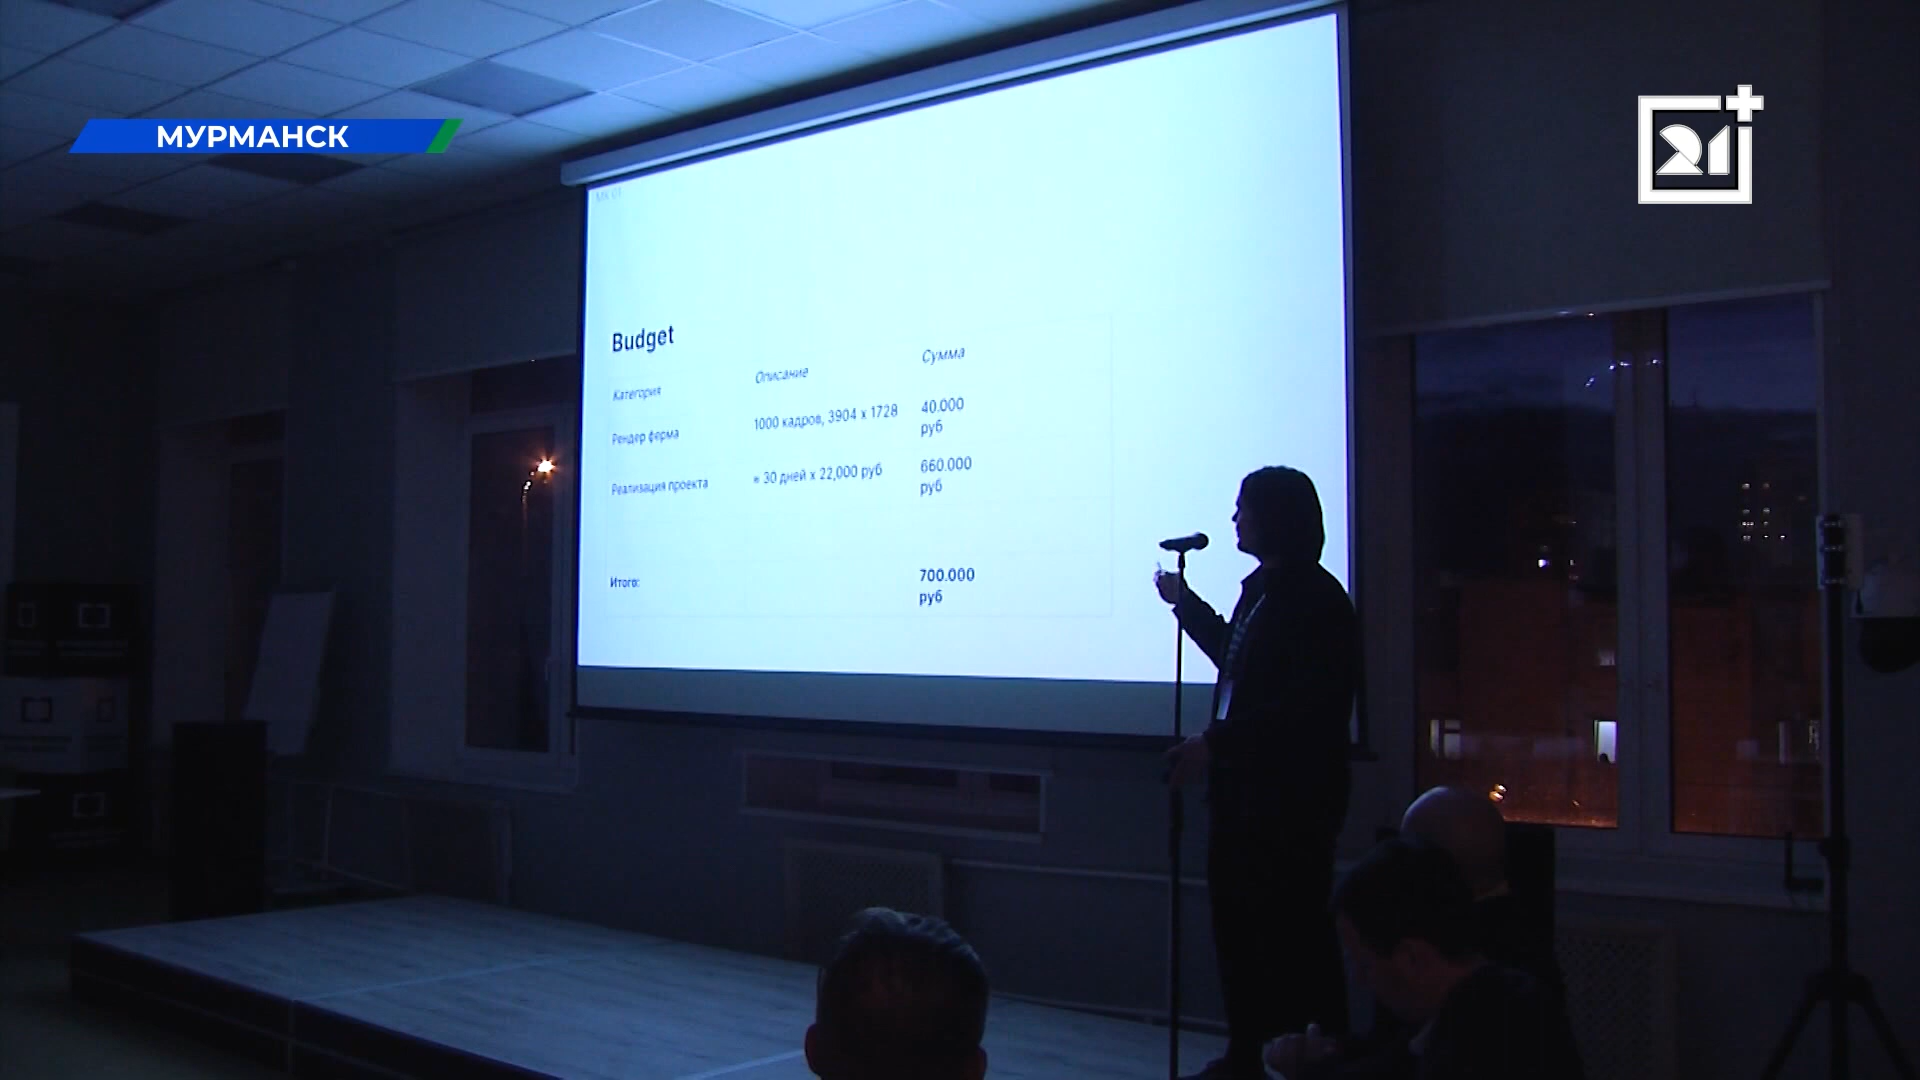 МУРМАНСК
21+
Budget
Категория Описание Сумма
Рендер ферма 1000 кадров, 3904 x 1728 40.000
руб
Реализация проекта ≈ 30 дней x 22,000 руб 660.000
руб
Итого: 700.000
руб